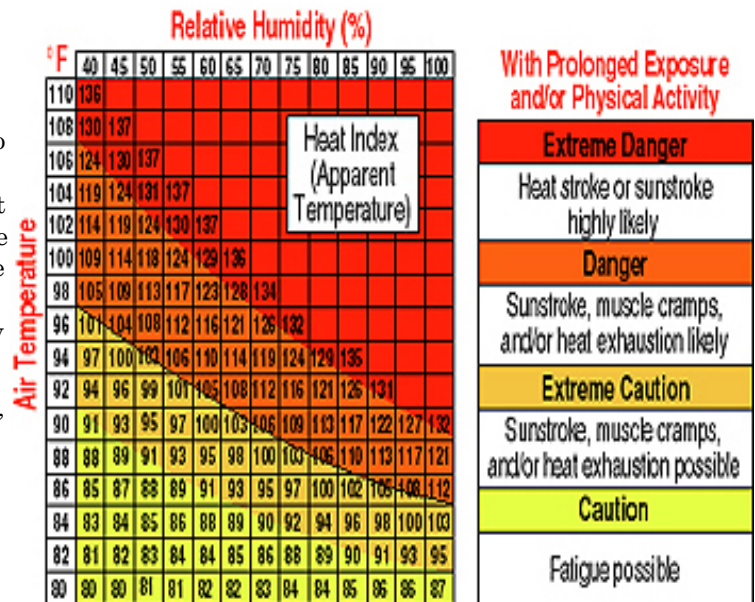 Relative Humidity (%)
°F 40 45 50 55 60 65 70 75 80 85 90 95 100
110 136
108 130 137
106 124 130 137
104 119 124 131 137
102 114 119 124 130 137
100 109 114 118 124 129 136
98 105 109 113 117 123 128 134
96 101 104 108 112 116 121 126 132
94 97 100 102 106 110 114 119 124 129 135
92 94 96 99 101 105 108 112 116 121 126 131
90 91 93 95 97 100 103 106 109 113 117 122 127 132
88 88 89 91 93 95 98 100 103 106 110 113 117 121
86 85 87 88 89 91 93 95 97 100 102 105 108 112
84 83 84 85 86 88 89 90 92 94 96 98 100 103
82 81 82 83 84 84 85 86 88 89 90 91 93 95
80 80 80 81 81 82 82 83 84 84 85 86 86 87
Air Temperature
Heat Index
(Apparent
Temperature)
With Prolonged Exposure
and/or Physical Activity
Extreme Danger
Heat stroke or sunstroke
highly likely
Danger
Sunstroke, muscle cramps,
and/or heat exhaustion likely
Extreme Caution
Sunstroke, muscle cramps,
and/or heat exhaustion possible
Caution
Fatigue possible